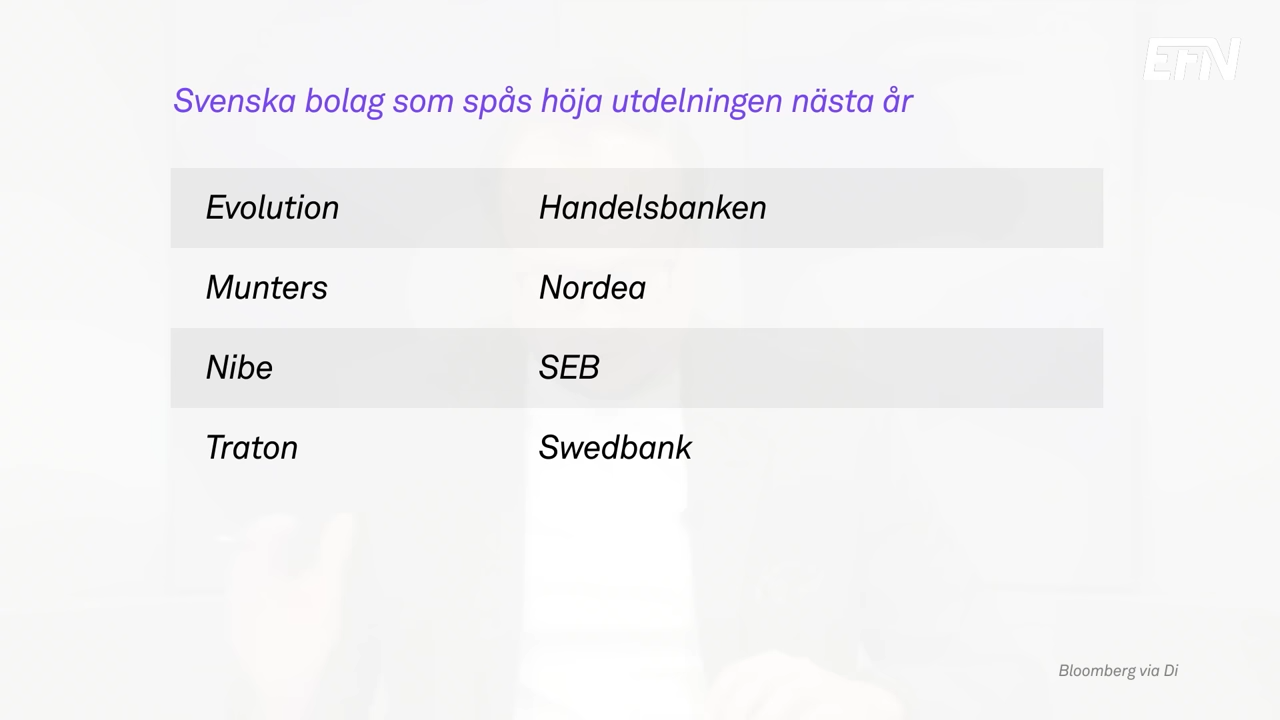 EFN
Svenska bolag som spås höja utdelningen nästa år
Evolution Handelsbanken
Munters Nordea
Nibe SEB
Traton Swedbank
Bloomberg via Di